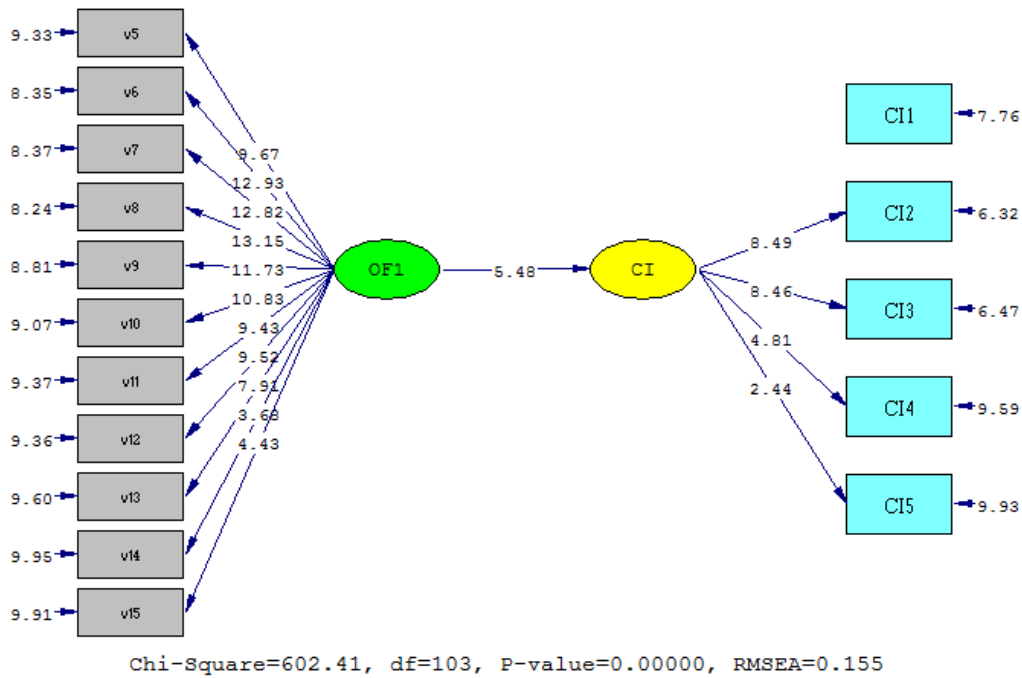 9.33 v5
8.35 v6
8.37 v7
8.24 v8
8.81 v9
9.07 v10
9.37 v11
9.36 v12
9.60 v13
9.95 v14
9.91 v15
9.67
12.93
12.82
13.15
11.73
10.83
9.43
9.52
7.91
3.68
4.43
OF1
5.48
CI
8.49
8.46
4.81
2.44
CI1 7.76
CI2 6.32
CI3 6.47
CI4 9.59
CI5 9.93
Chi-Square=602.41, df=103, P-value=0.00000, RMSEA=0.155